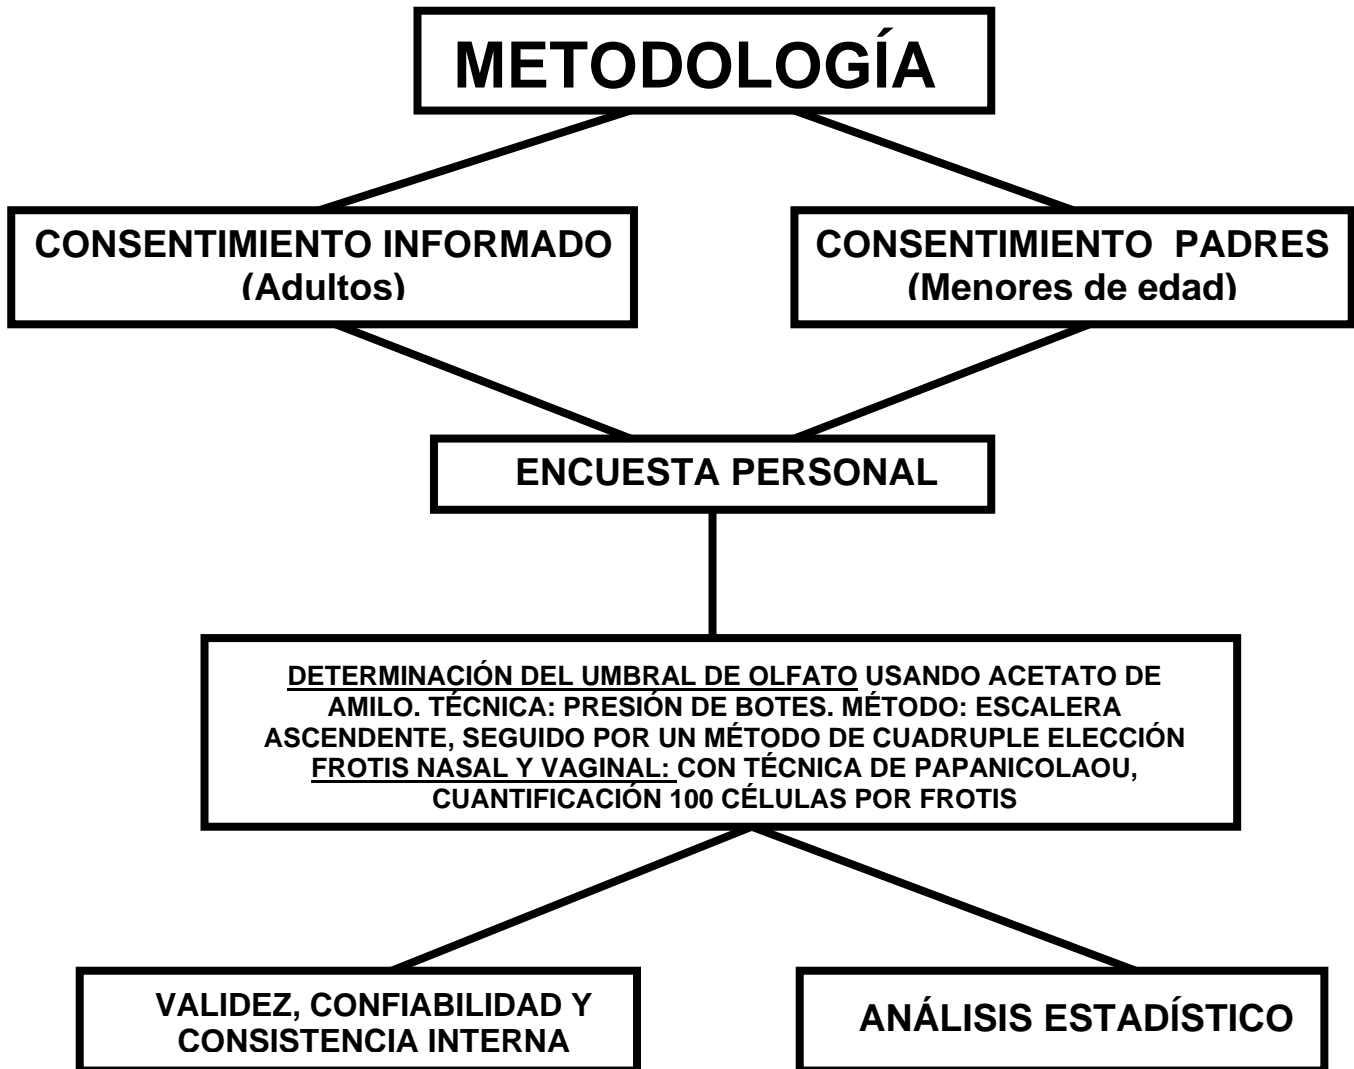 METODOLOGÍA
CONSENTIMIENTO INFORMADO
(Adultos)
CONSENTIMIENTO PADRES
(Menores de edad)
ENCUESTA PERSONAL
DETERMINACIÓN DEL UMBRAL DE OLFATO USANDO ACETATO DE
AMILO. TÉCNICA: PRESIÓN DE BOTES. MÉTODO: ESCALERA
ASCENDENTE, SEGUIDO POR UN MÉTODO DE CUADRUPLE ELECCIÓN
FROTIS NASAL Y VAGINAL: CON TÉCNICA DE PAPANICOLAOU,
CUANTIFICACIÓN 100 CÉLULAS POR FROTIS
VALIDEZ, CONFIABILIDAD Y
CONSISTENCIA INTERNA
ANÁLISIS ESTADÍSTICO